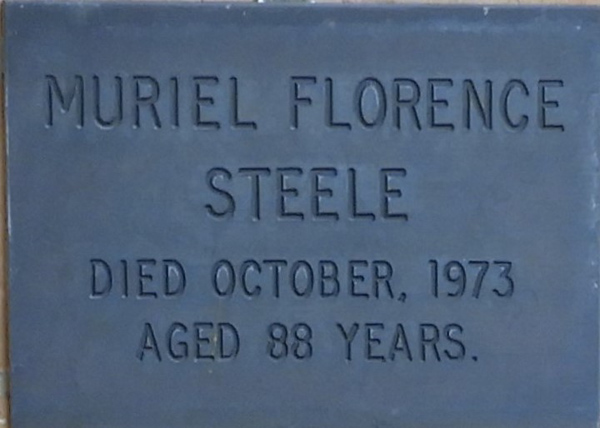 MURIEL FLORENCE
STEELE
DIED OCTOBER, 1973
AGED 88 YEARS.